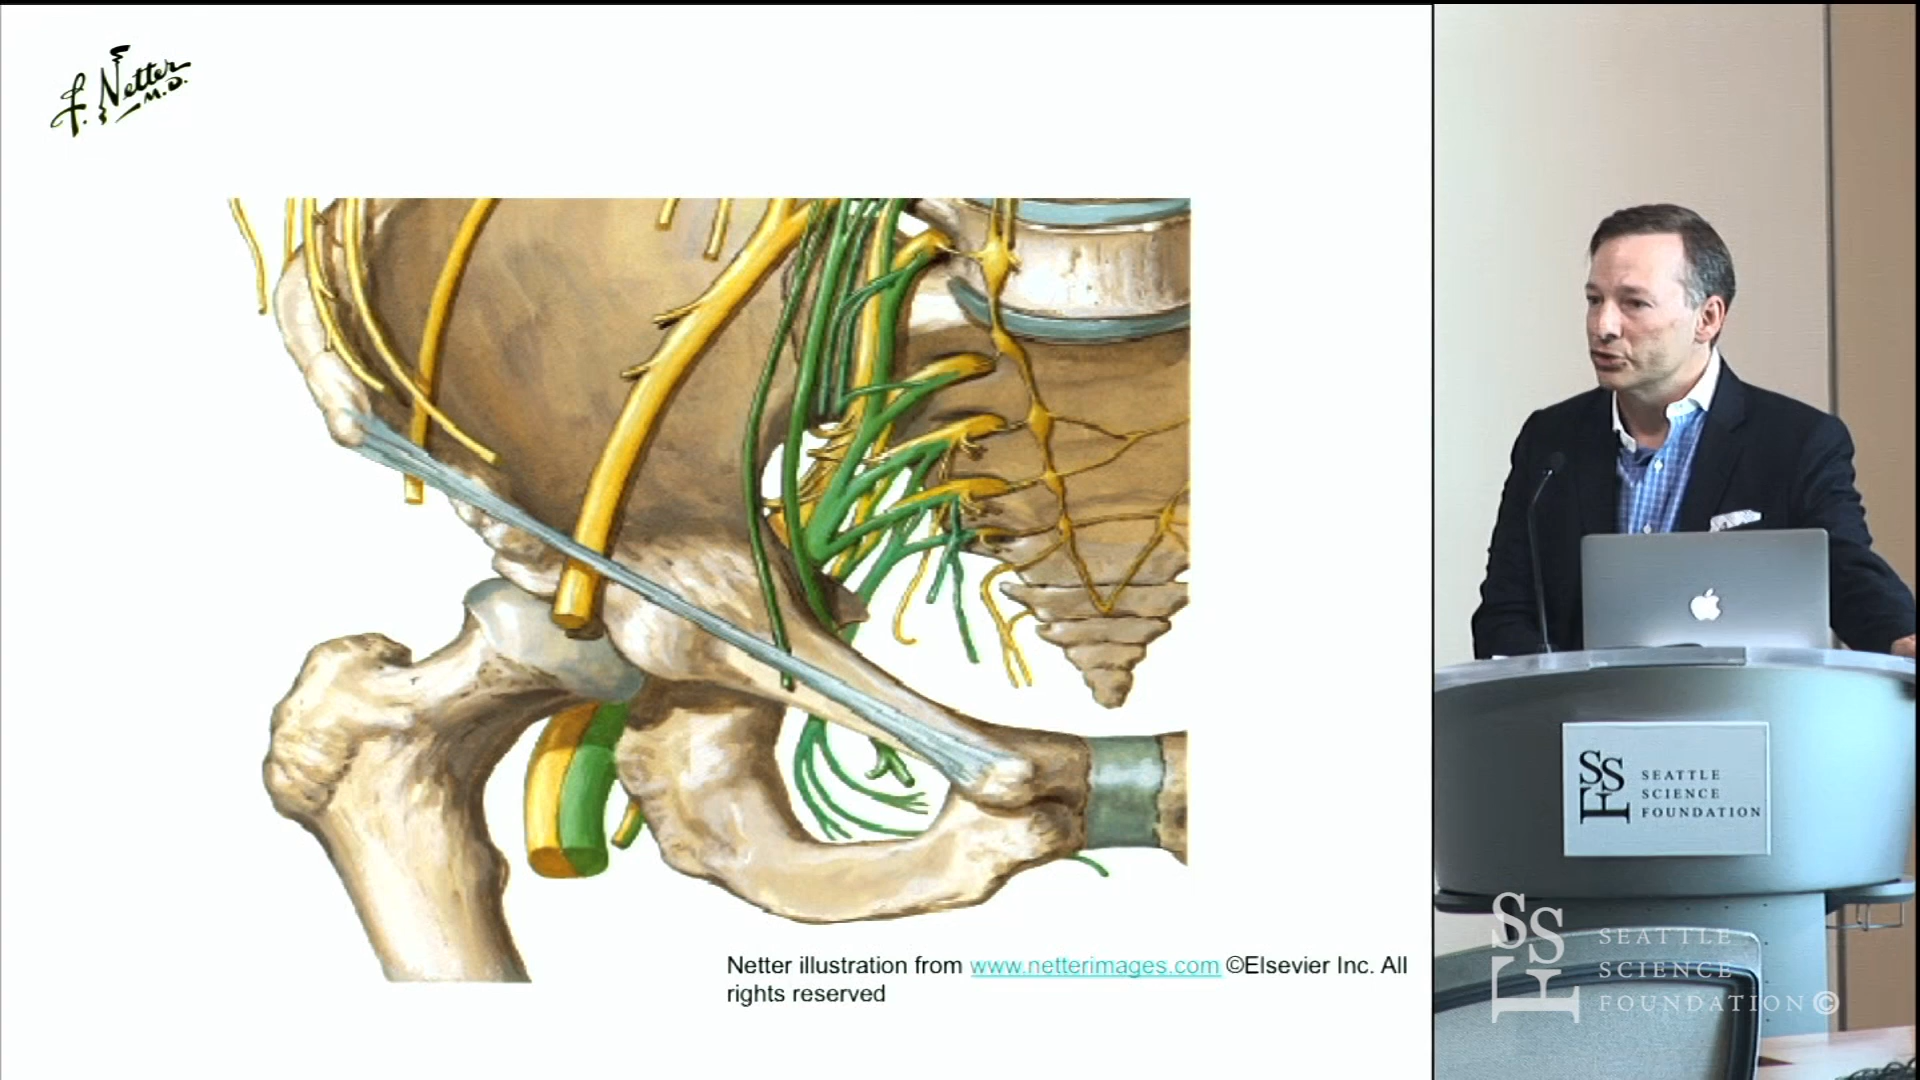 F. Netter
M.D.
Netter illustration from www.netterimages.com ©Elsevier Inc. All
rights reserved
SSF
SEATTLE
SCIENCE
FOUNDATION
SSF
SEATTLE
SCIENCE
FOUNDATION©